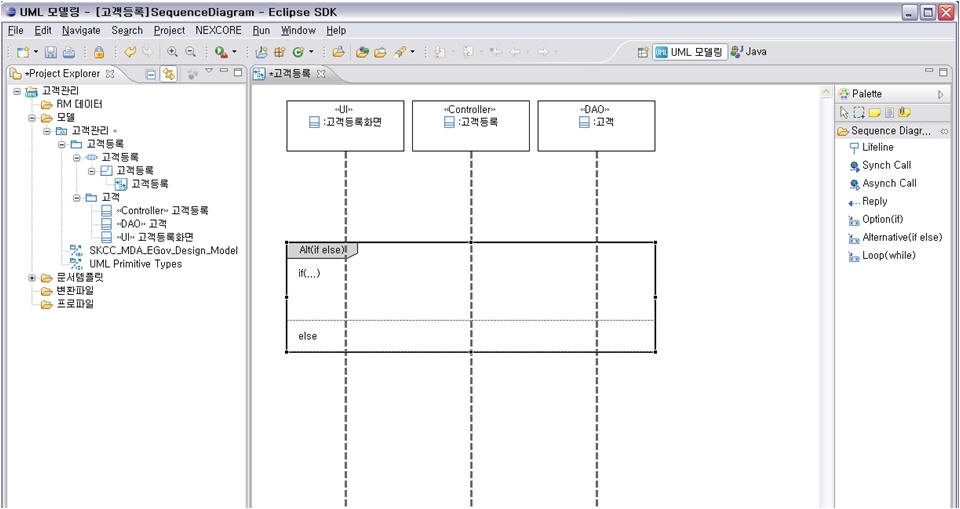 UML 모델링 - [고객등록]SequenceDiagram - Eclipse SDK
File Edit Navigate Search Project NEXCORE Run Window Help
UML 모델링 Java
*Project Explorer
고객관리
RM 데이터
모델
고객관리 *
고객등록
고객등록
고객등록
고객등록
고객
«Controller» 고객등록
«DAO» 고객
«UI» 고객등록화면
SKCC_MDA_EGov_Design_Model
UML Primitive Types
문서템플릿
변환파일
프로파일
*고객등록
«UI»
:고객등록화면
«Controller»
:고객등록
«DAO»
:고객
Alt(if else)
if(,,,)
else
Palette
Sequence Diagr...
Lifeline
Synch Call
Asynch Call
Reply
Option(if)
Alternative(if else)
Loop(while)